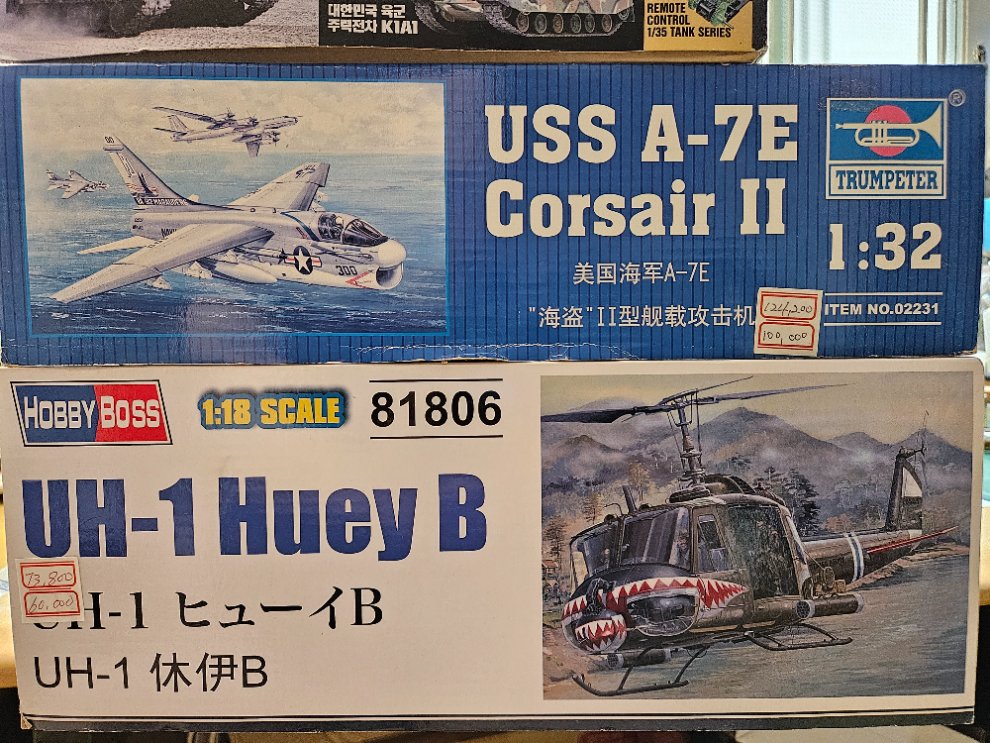 대한민국 육군
주력전차 K1A1
REMOTE
CONTROL
1/35 TANK SERIES
USS A-7E
Corsair II
美国海军A-7E
"海盗"II型舰载攻击机
TRUMPETER
®
1:32
ITEM NO.02231
124,200
100,000
300
HOBBY BOSS
1:18 SCALE
81806
UH-1 Huey B
73,800
60,000
UH-1 ヒューイB
UH-1 休伊B